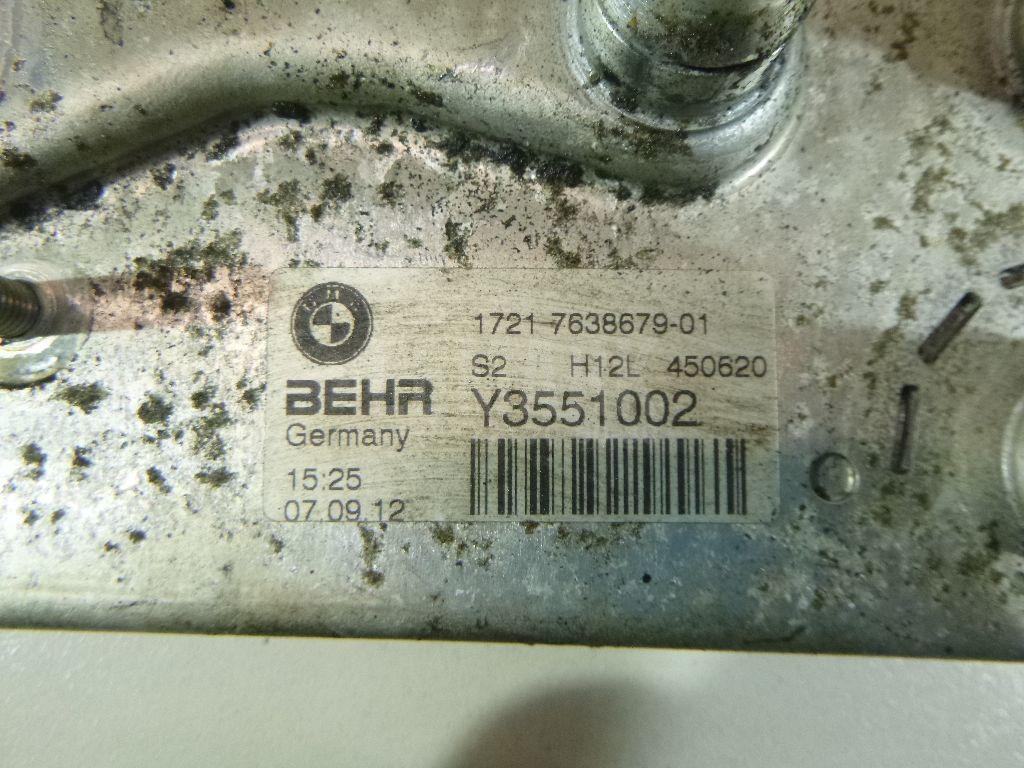 1721-7638679-01
S2 H12L 450620
BEHR Y3551002
Germany
15:25
07.09.12